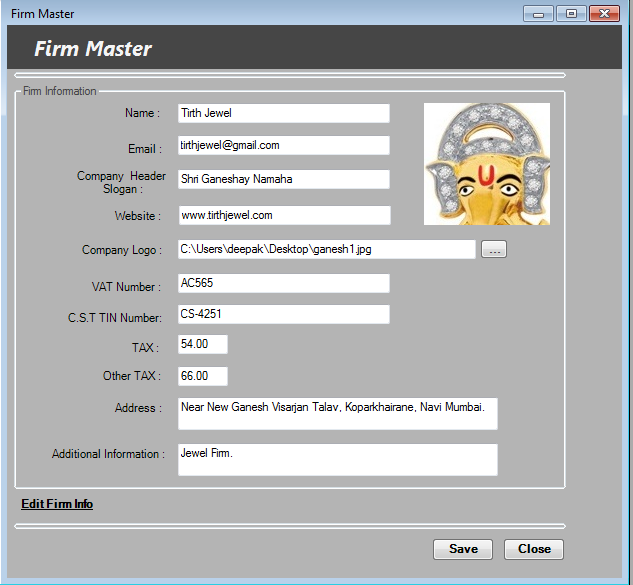 Firm Master
Firm Master
Firm Information
Name :
Tirth Jewel
Email :
tirthjewel@gmail.com
Company Header
Slogan :
Shri Ganeshay Namaha
Website :
www.tirthjewel.com
Company Logo :
C:\Users\deepak\Desktop\ganesh1.jpg
...
VAT Number :
AC565
C.S.T TIN Number:
CS-4251
TAX :
54.00
Other TAX :
66.00
Address :
Near New Ganesh Visarjan Talav, Koparkhairane, Navi Mumbai.
Additional Information :
Jewel Firm.
Edit Firm Info
Save
Close